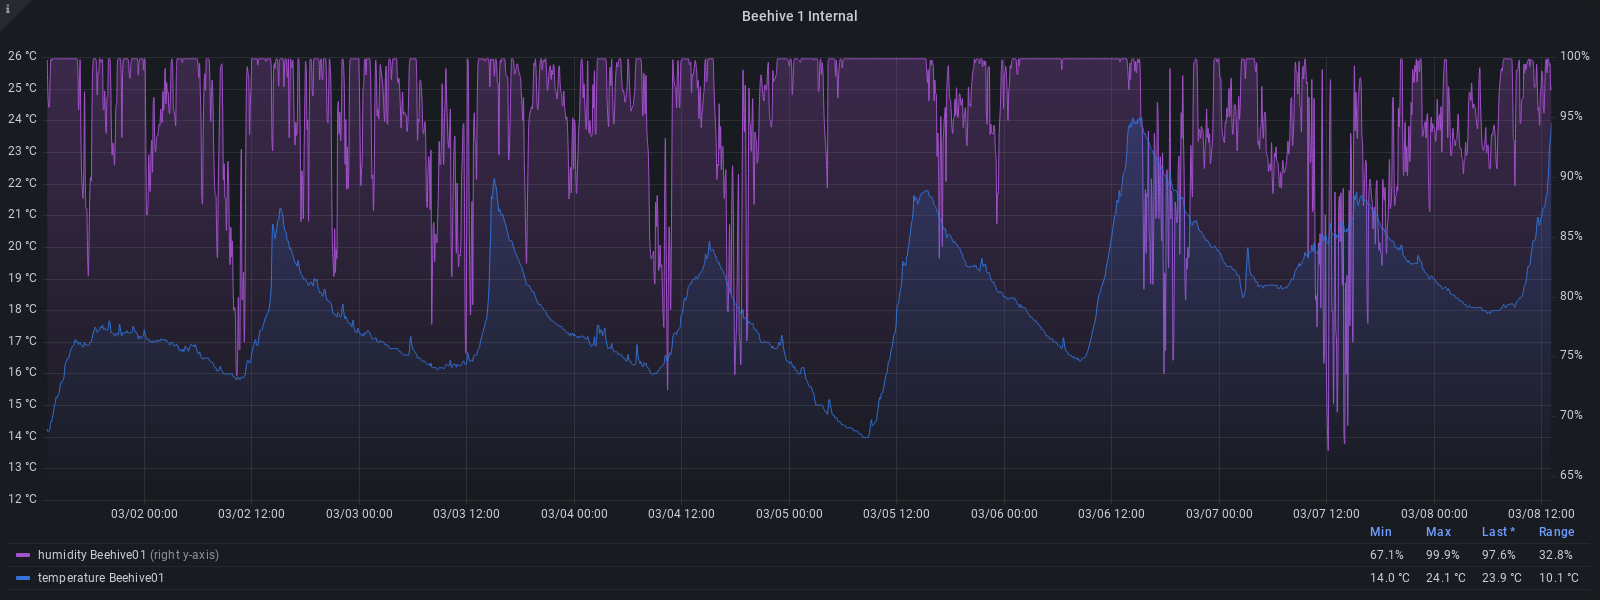 i
Beehive 1 Internal
26 °C
25 °C
24 °C
23 °C
22 °C
21 °C
20 °C
19 °C
18 °C
17 °C
16 °C
15 °C
14 °C
13 °C
12 °C
100%
95%
90%
85%
80%
75%
70%
65%
03/02 00:00 03/02 12:00 03/03 00:00 03/03 12:00 03/04 00:00 03/04 12:00 03/05 00:00 03/05 12:00 03/06 00:00 03/06 12:00 03/07 00:00 03/07 12:00 03/08 00:00 03/08 12:00
Min Max Last * Range
humidity Beehive01 (right y-axis) 67.1% 99.9% 97.6% 32.8%
temperature Beehive01 14.0 °C 24.1 °C 23.9 °C 10.1 °C